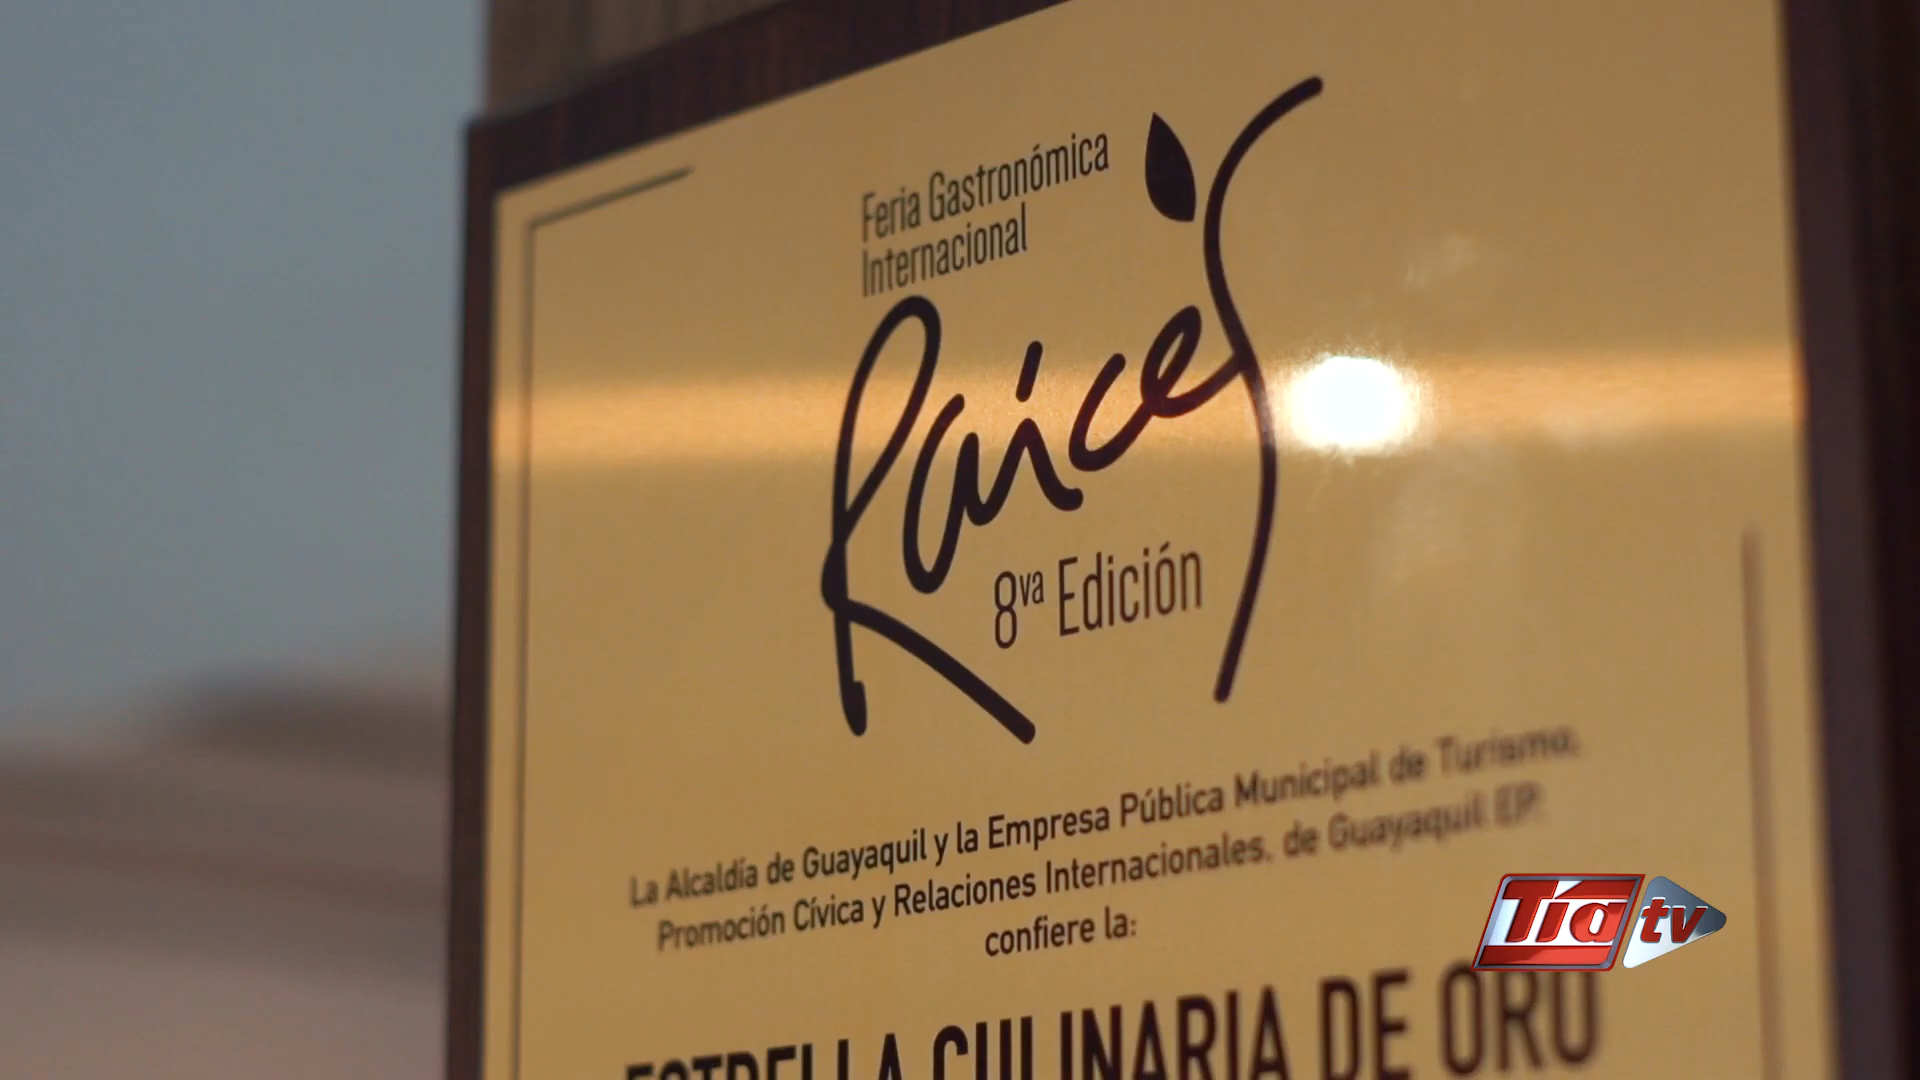 Feria Gastronómica
Internacional
Raíces
8va Edición
La Alcaldía de Guayaquil y la Empresa Pública Municipal de Turismo,
Promoción Cívica y Relaciones Internacionales, de Guayaquil EP,
confiere la:
ESTRELLA CULINARIA DE ORO
Tía tv